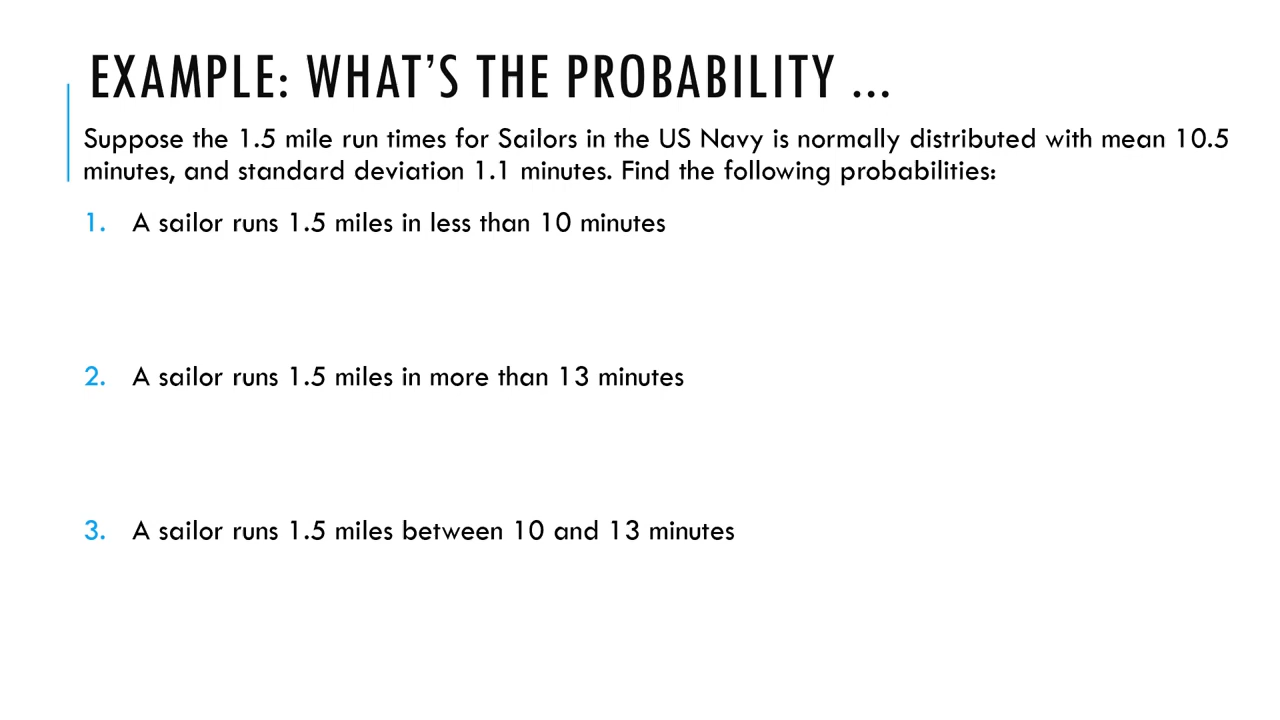 EXAMPLE: WHAT’S THE PROBABILITY ...
Suppose the 1.5 mile run times for Sailors in the US Navy is normally distributed with mean 10.5
minutes, and standard deviation 1.1 minutes. Find the following probabilities:
1. A sailor runs 1.5 miles in less than 10 minutes
2. A sailor runs 1.5 miles in more than 13 minutes
3. A sailor runs 1.5 miles between 10 and 13 minutes